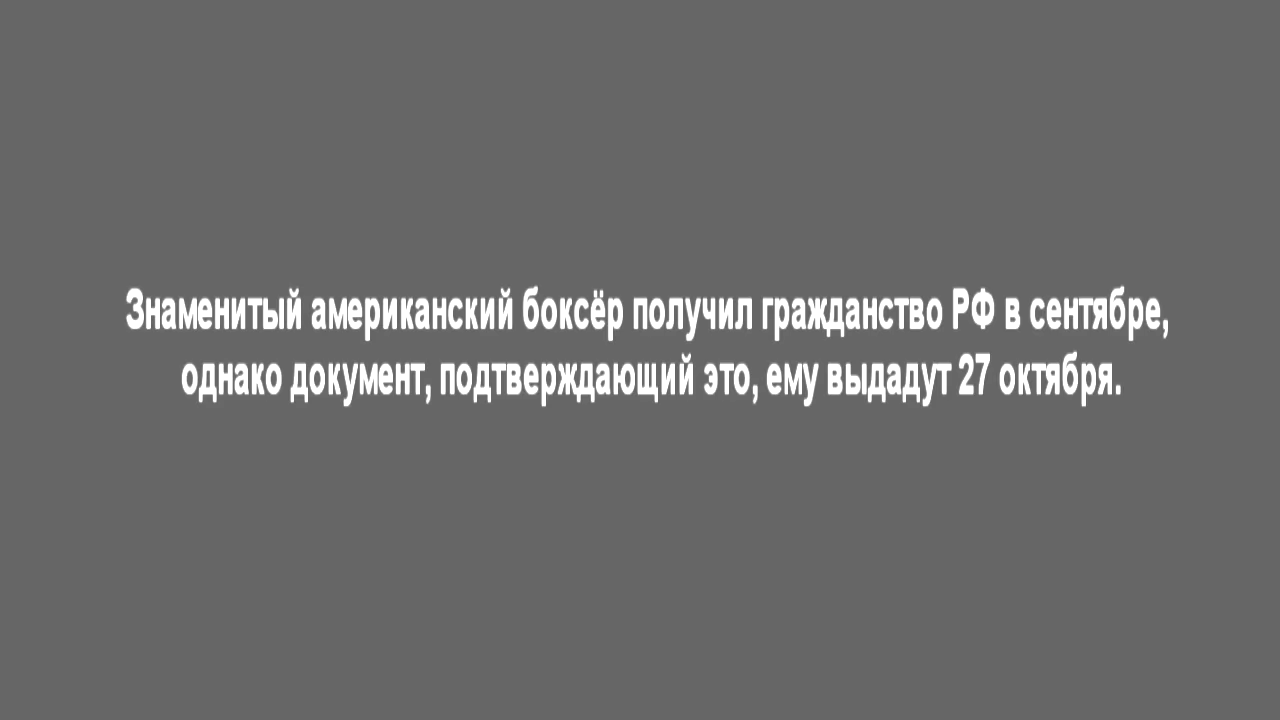 Знаменитый американский боксёр получил гражданство РФ в сентябре,
однако документ, подтверждающий это, ему выдадут 27 октября.